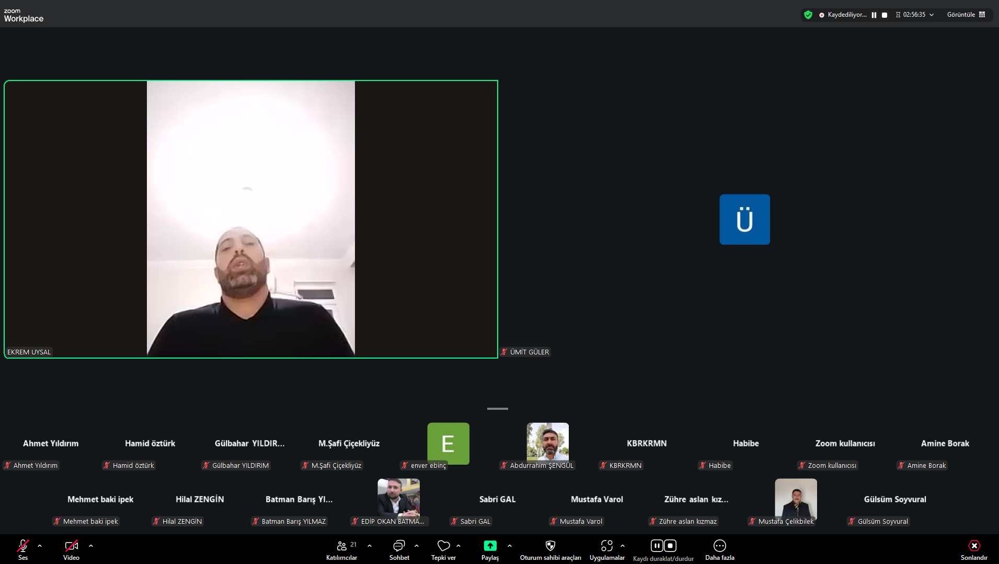 zoom
Workplace
Kaydediliyor...
02:56:35
Görüntüle
Ü
EKREM UYSAL
ÜMİT GÜLER
Ahmet Yıldırım
Hamid öztürk
Gülbahar YILDIR...
M.Şafi Çiçekliyüz
E
KBRKRMN
Habibe
Zoom kullanıcısı
Amine Borak
Ahmet Yıldırım
Hamid öztürk
Gülbahar YILDIRIM
M.Şafi Çiçekliyüz
enver ebinç
Abdurrahim ŞENGÜL
KBRKRMN
Habibe
Zoom kullanıcısı
Amine Borak
Mehmet baki ipek
Hilal ZENGİN
Batman Barış YI...
Sabri GAL
Mustafa Varol
Zühre aslan kız...
Gülsüm Soyvural
Mehmet baki ipek
Hilal ZENGİN
Batman Barış YILMAZ
EDİP OKAN BATMA...
Sabri GAL
Mustafa Varol
Zühre aslan kızmaz
Mustafa Çelikbilek
Gülsüm Soyvural
21
Ses
Video
Katılımcılar
Sohbet
Tepki ver
Paylaş
Oturum sahibi araçları
Uygulamalar
Kaydı duraklat/durdur
Daha fazla
Sonlandır